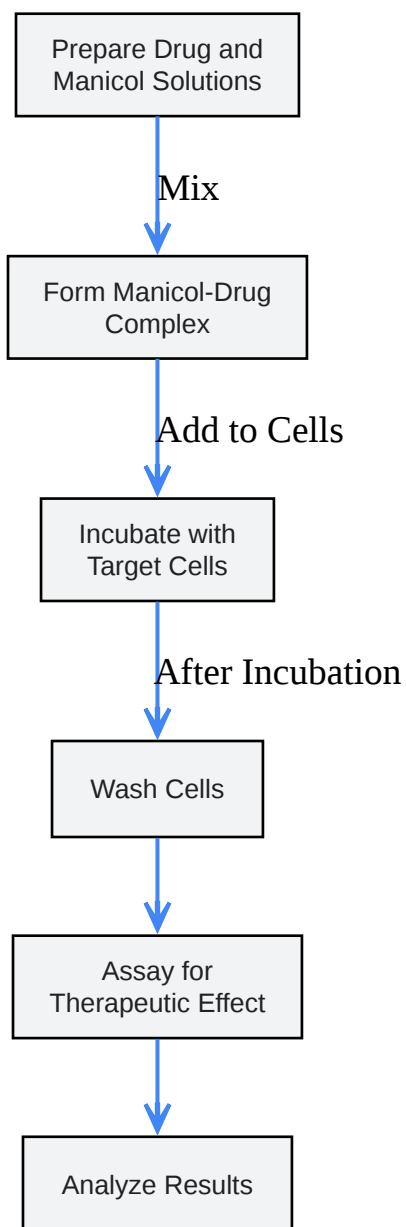 Prepare Drug and
Manicol Solutions
Mix
Form Manicol-Drug
Complex
Add to Cells
Incubate with
Target Cells
After Incubation
Wash Cells
Assay for
Therapeutic Effect
Analyze Results